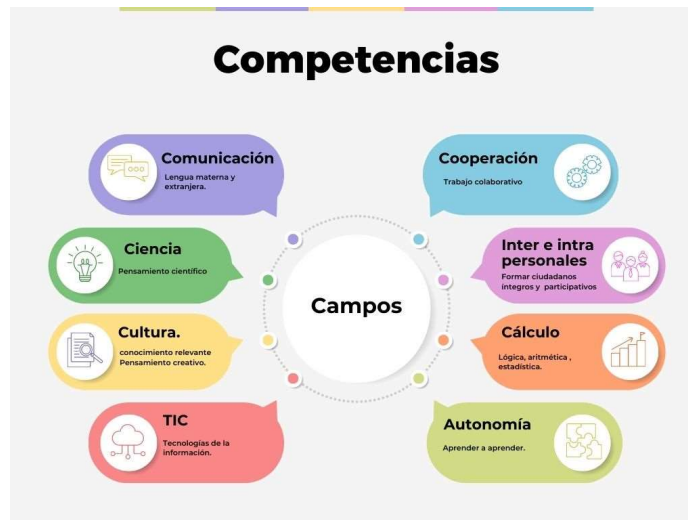 Competencias
Comunicación
Lengua materna y
extranjera.
Ciencia
Pensamiento científico
Cultura.
conocimiento relevante
Pensamiento creativo.
TIC
Tecnologías de la
información.
Campos
Cooperación
Trabajo colaborativo
Inter e intra
personales
Formar ciudadanos
íntegros y participativos
Cálculo
Lógica, aritmética ,
estadística.
Autonomía
Aprender a aprender.